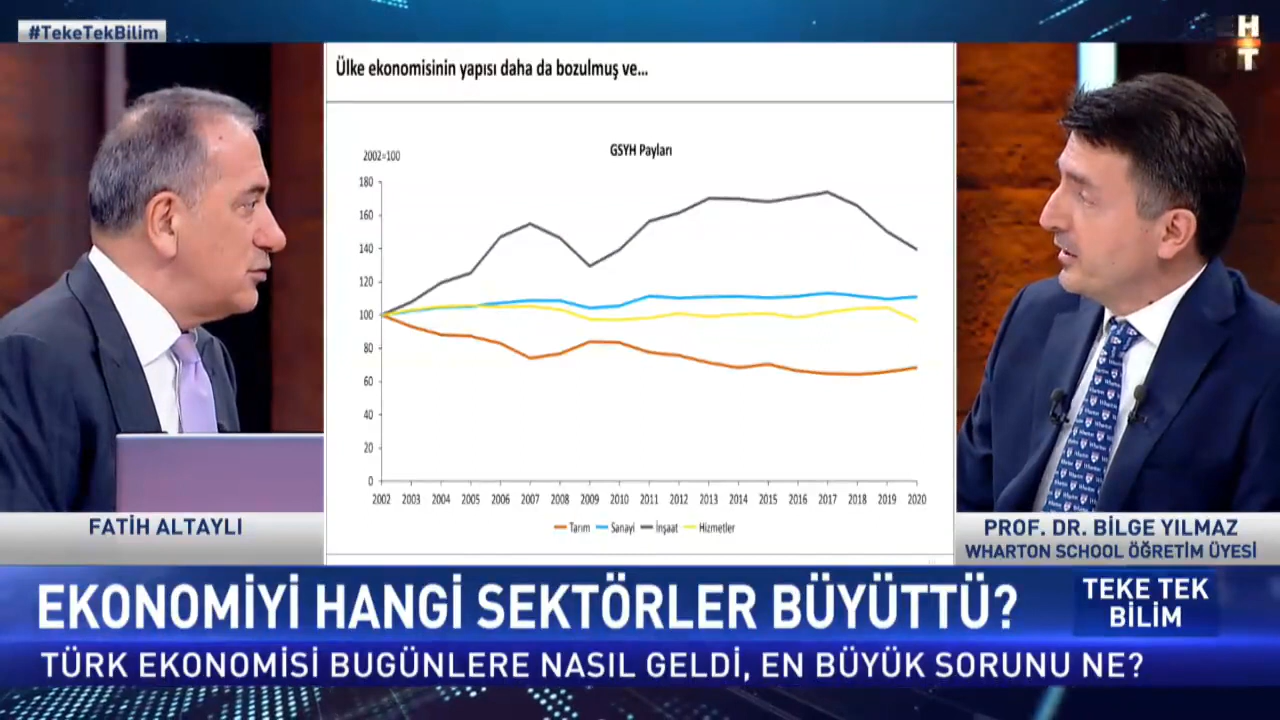 #TekeTekBilim
HT
Ülke ekonomisinin yapısı daha da bozulmuş ve...
GSYH Payları
2002=100
180
160
140
120
100
80
60
40
20
0
2002 2003 2004 2005 2006 2007 2008 2009 2010 2011 2012 2013 2014 2015 2016 2017 2018 2019 2020
Tarım Sanayi İnşaat Hizmetler
FATİH ALTAYLI
PROF. DR. BİLGE YILMAZ
WHARTON SCHOOL ÖĞRETİM ÜYESİ
EKONOMİYİ HANGİ SEKTÖRLER BÜYÜTTÜ?
TEKE TEK
BİLİM
TÜRK EKONOMİSİ BUGÜNLERE NASIL GELDİ, EN BÜYÜK SORUNU NE?